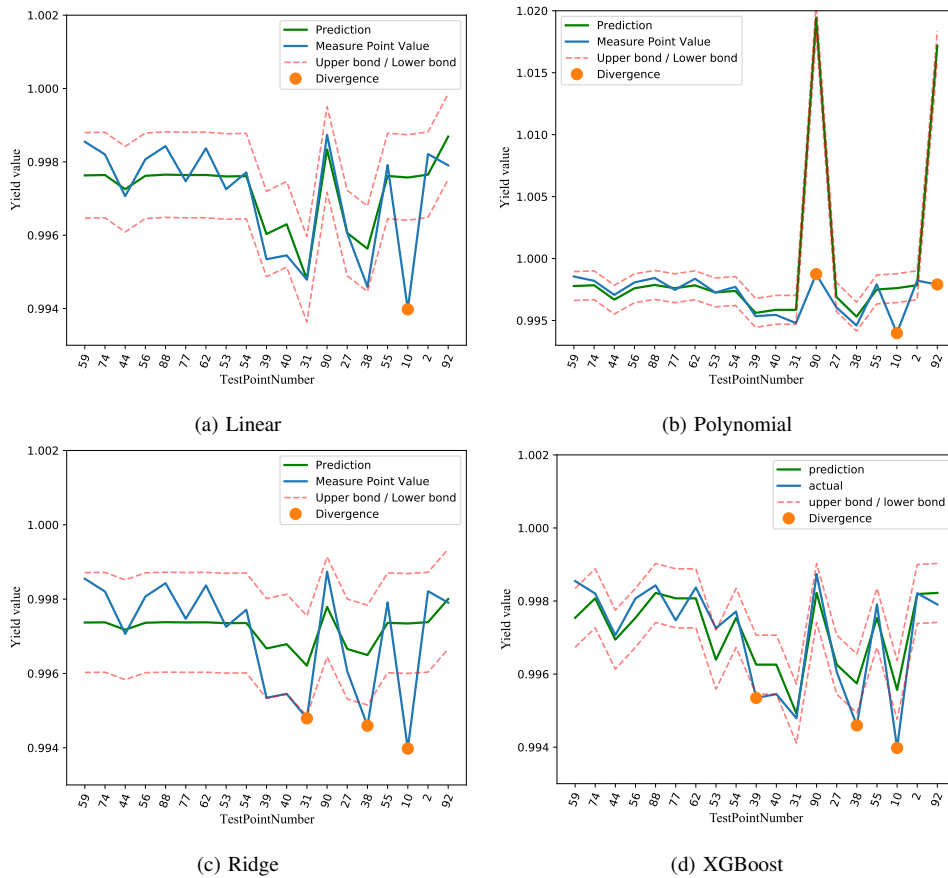 1.002
1.000
0.998
0.996
0.994
Yield value
Prediction
Measure Point Value
Upper bond / Lower bond
Divergence
59 74 44 56 88 77 62 53 54 39 40 31 90 27 38 55 10 2 92
TestPointNumber
(a) Linear
1.020
1.015
1.010
1.005
1.000
0.995
Yield value
Prediction
Measure Point Value
Upper bond / Lower bond
Divergence
59 74 44 56 88 77 62 53 54 39 40 31 90 27 38 55 10 2 92
TestPointNumber
(b) Polynomial
1.002
1.000
0.998
0.996
0.994
Yield value
Prediction
Measure Point Value
Upper bond / Lower bond
Divergence
59 74 44 56 88 77 62 53 54 39 40 31 90 27 38 55 10 2 92
TestPointNumber
(c) Ridge
1.002
1.000
0.998
0.996
0.994
Yield value
prediction
actual
upper bond / lower bond
Divergence
59 74 44 56 88 77 62 53 54 39 40 31 90 27 38 55 10 2 92
TestPointNumber
(d) XGBoost